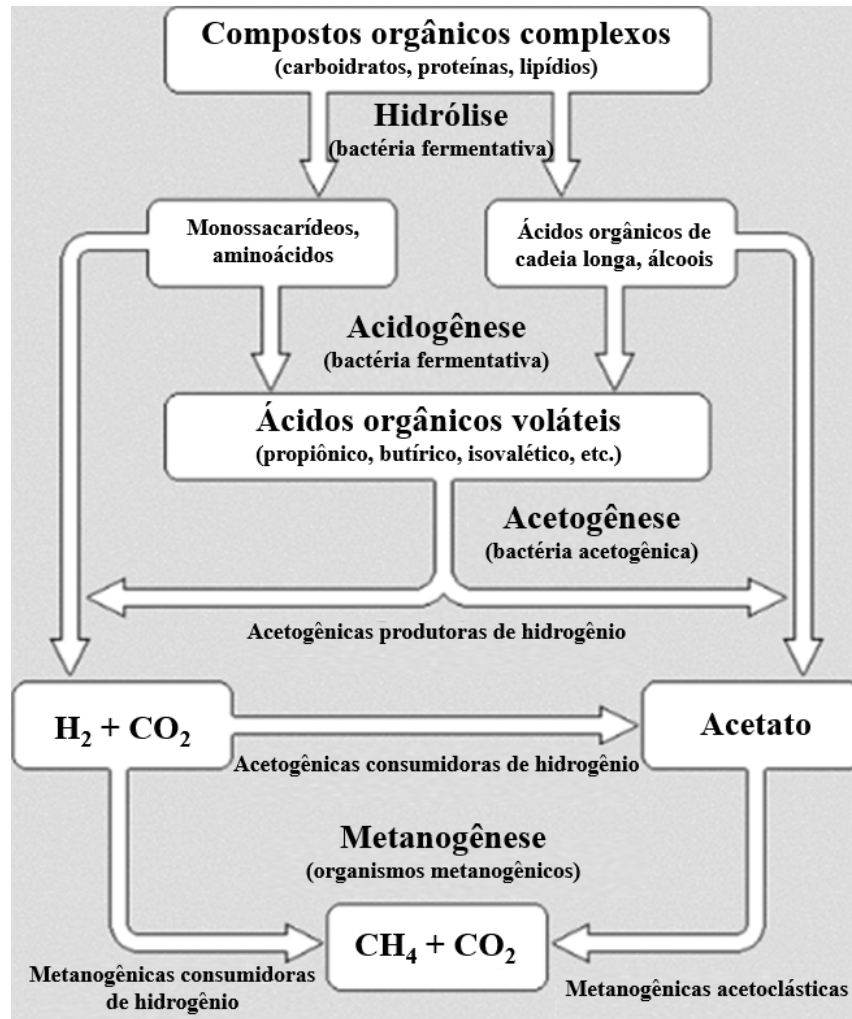 Compostos orgânicos complexos
(carboidratos, proteínas, lipídios)
Hidrólise
(bactéria fermentativa)
Monossacarídeos,
aminoácidos
Ácidos orgânicos de
cadeia longa, álcoois
Acidogênese
(bactéria fermentativa)
Ácidos orgânicos voláteis
(propiônico, butírico, isovalético, etc.)
Acetogênese
(bactéria acetogênica)
Acetogênicas produtoras de hidrogênio
H₂ + CO₂
Acetato
Acetogênicas consumidoras de hidrogênio
Metanogênese
(organismos metanogênicos)
CH₄ + CO₂
Metanogênicas consumidoras
de hidrogênio
Metanogênicas acetoclásticas